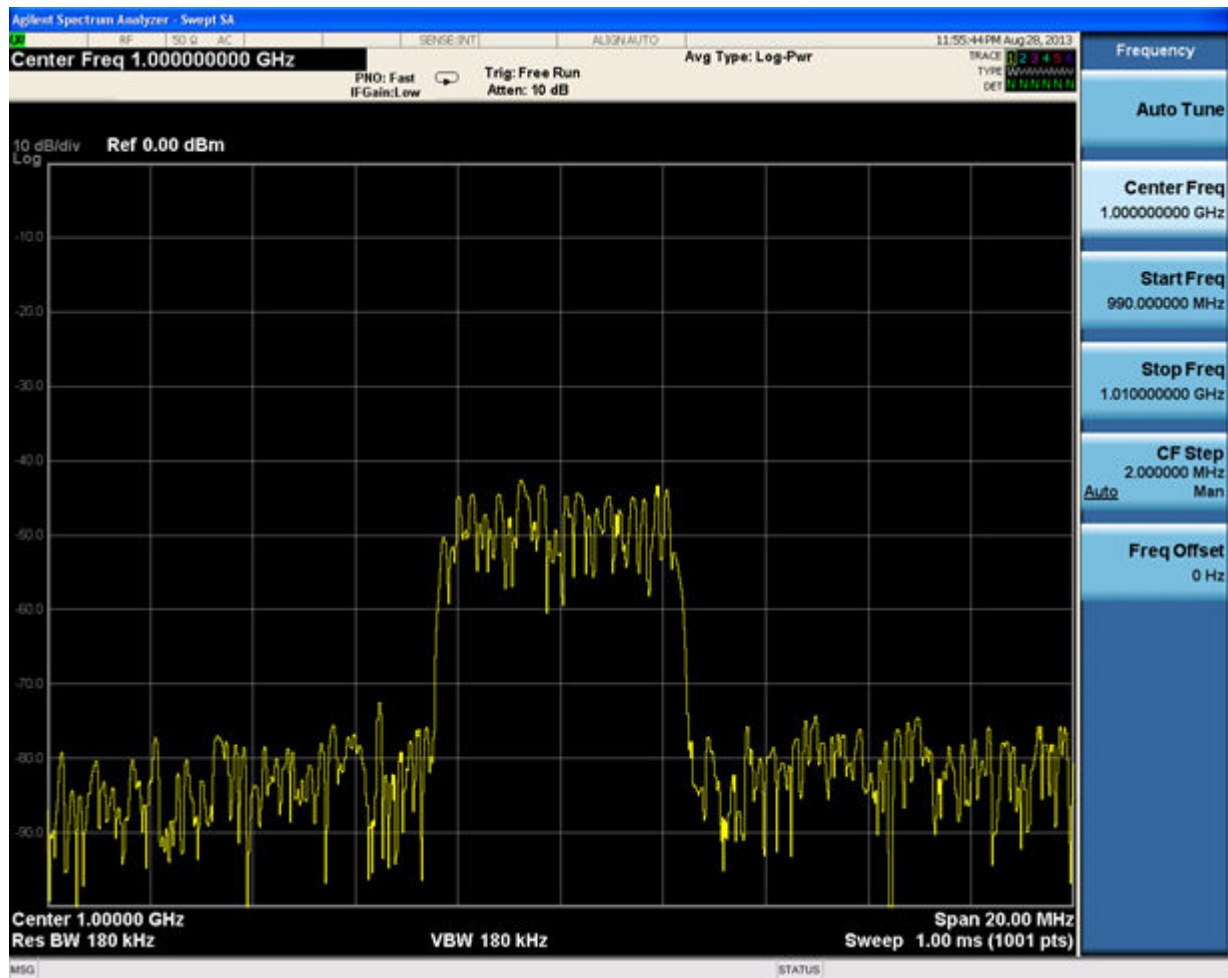 Agilent Spectrum Analyzer - Swept SA
RF 50 Ω AC SENSE:INT ALIGNAUTO 11:55:44 PM Aug 28, 2013
Center Freq 1.000000000 GHz
PNO: Fast
IFGain:Low
Trig: Free Run
Atten: 10 dB
Avg Type: Log-Pwr
TRACE 1 2 3 4 5 6
TYPE
DET N N N N N N
10 dB/div Ref 0.00 dBm
Log
-10.0
-20.0
-30.0
-40.0
-50.0
-60.0
-70.0
-80.0
-90.0
Center 1.00000 GHz Span 20.00 MHz
Res BW 180 kHz VBW 180 kHz Sweep 1.00 ms (1001 pts)
MSG STATUS
Frequency
Auto Tune
Center Freq
1.000000000 GHz
Start Freq
990.000000 MHz
Stop Freq
1.010000000 GHz
CF Step
2.000000 MHz
Auto Man
Freq Offset
0 Hz